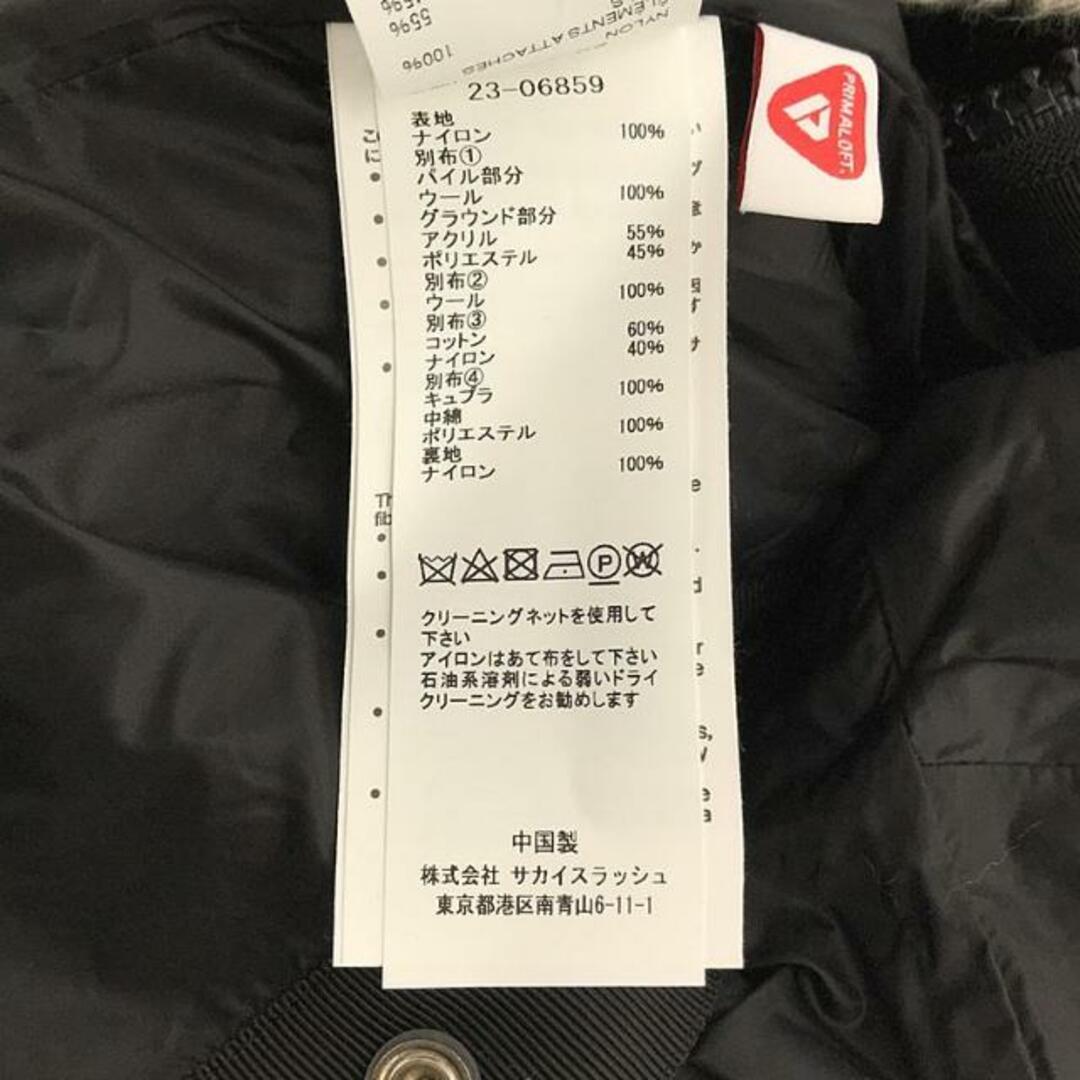 NYLON
ÉLÉMENTS ATTACHÉS
55%
100%
PRIMALOFT.
23-06859
表地
ナイロン 100%
別布①
パイル部分
ウール 100%
グラウンド部分
アクリル 55%
ポリエステル 45%
別布②
ウール 100%
別布③
コットン 60%
ナイロン 40%
別布④
キュプラ 100%
中綿
ポリエステル 100%
裏地
ナイロン 100%
P W
クリーニングネットを使用して
下さい
アイロンはあて布をして下さい
石油系溶剤による弱いドライ
クリーニングをお勧めします
中国製
株式会社 サカイスラッシュ
東京都港区南青山6-11-1